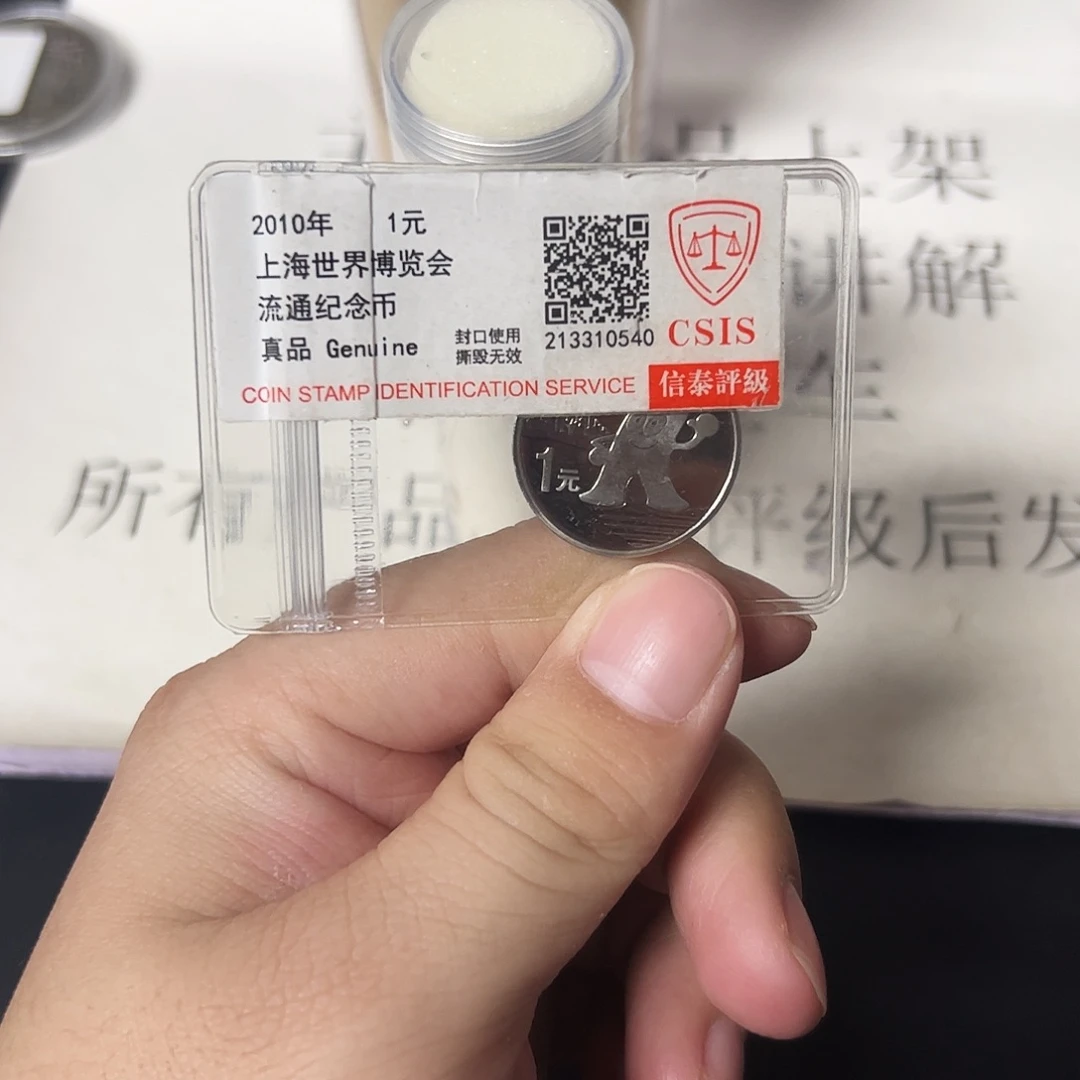 上架
讲解
2010年 1元
上海世界博览会
流通纪念币
真品 Genuine
封口使用
撕毁无效
213310540
CSIS
COIN STAMP IDENTIFICATION SERVICE
信泰評級
1元
所有 品 评级后发